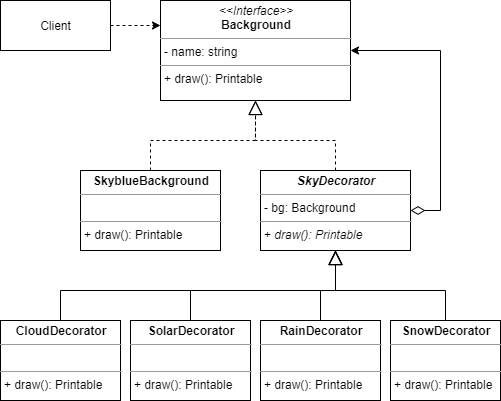 Client
<<Interface>>
Background
- name: string
+ draw(): Printable
SkyblueBackground
+ draw(): Printable
SkyDecorator
- bg: Background
+ draw(): Printable
CloudDecorator
+ draw(): Printable
SolarDecorator
+ draw(): Printable
RainDecorator
+ draw(): Printable
SnowDecorator
+ draw(): Printable